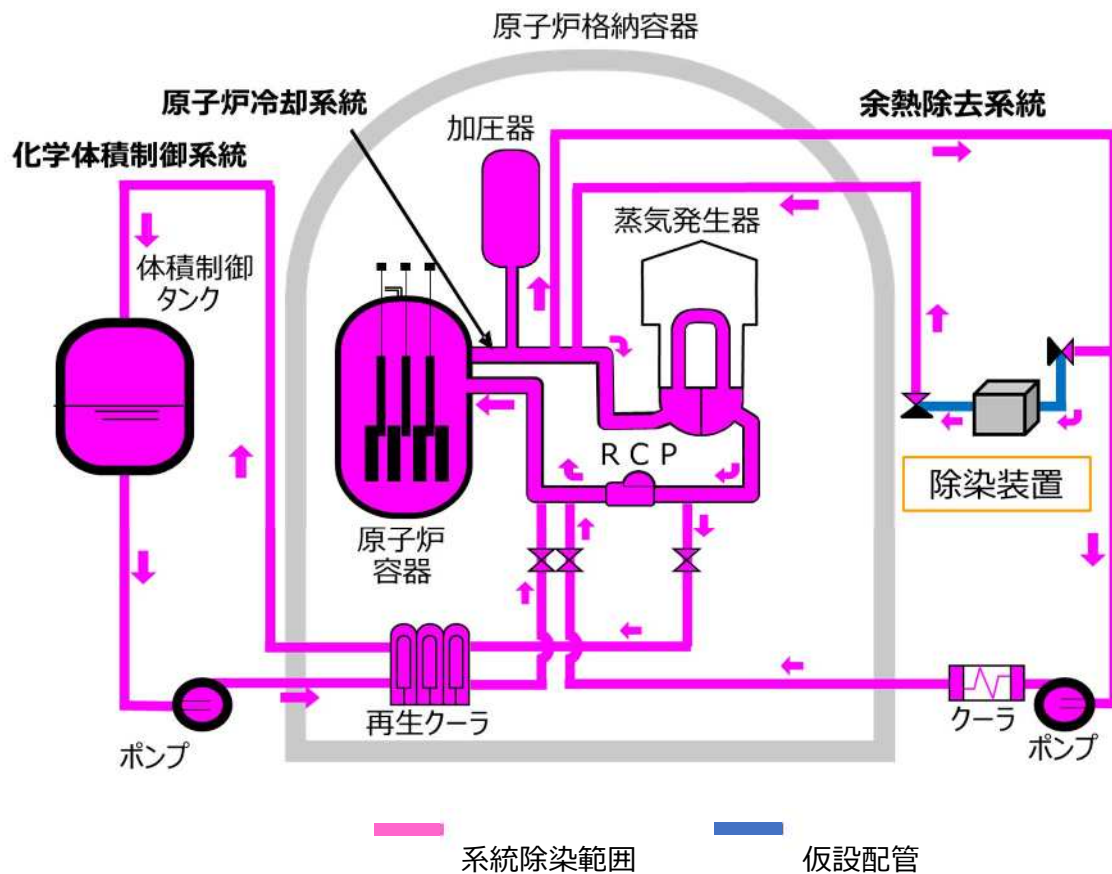 原子炉格納容器
原子炉冷却系統
余熱除去系統
加圧器
化学体積制御系統
蒸気発生器
体積制御
タンク
RCP
除染装置
原子炉
容器
再生クーラ
クーラ
ポンプ
ポンプ
系統除染範囲
仮設配管